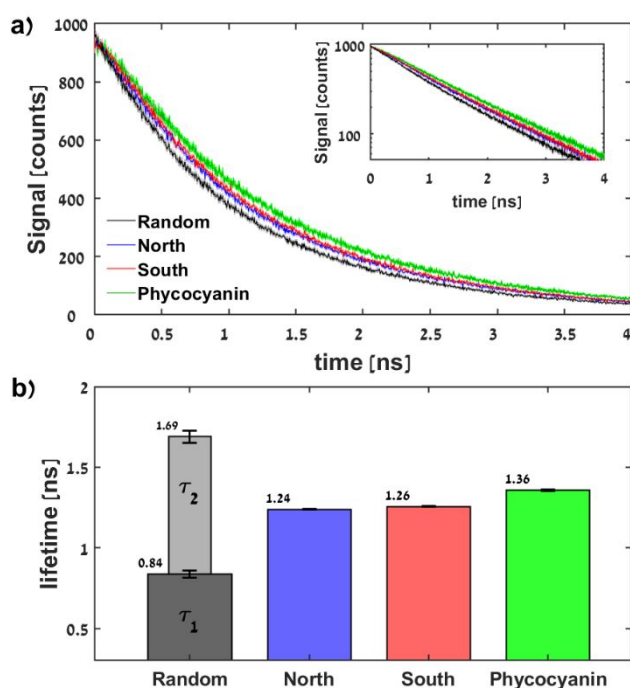 a)
1000
800
600
400
200
0
Signal [counts]
Random
North
South
Phycocyanin
0 0.5 1 1.5 2 2.5 3 3.5 4
time [ns]
1000
100
Signal [counts]
0 1 2 3 4
time [ns]
b)
2
1.5
1
0.5
lifetime [ns]
1.69
τ2
0.84
τ1
1.24
1.26
1.36
Random North South Phycocyanin